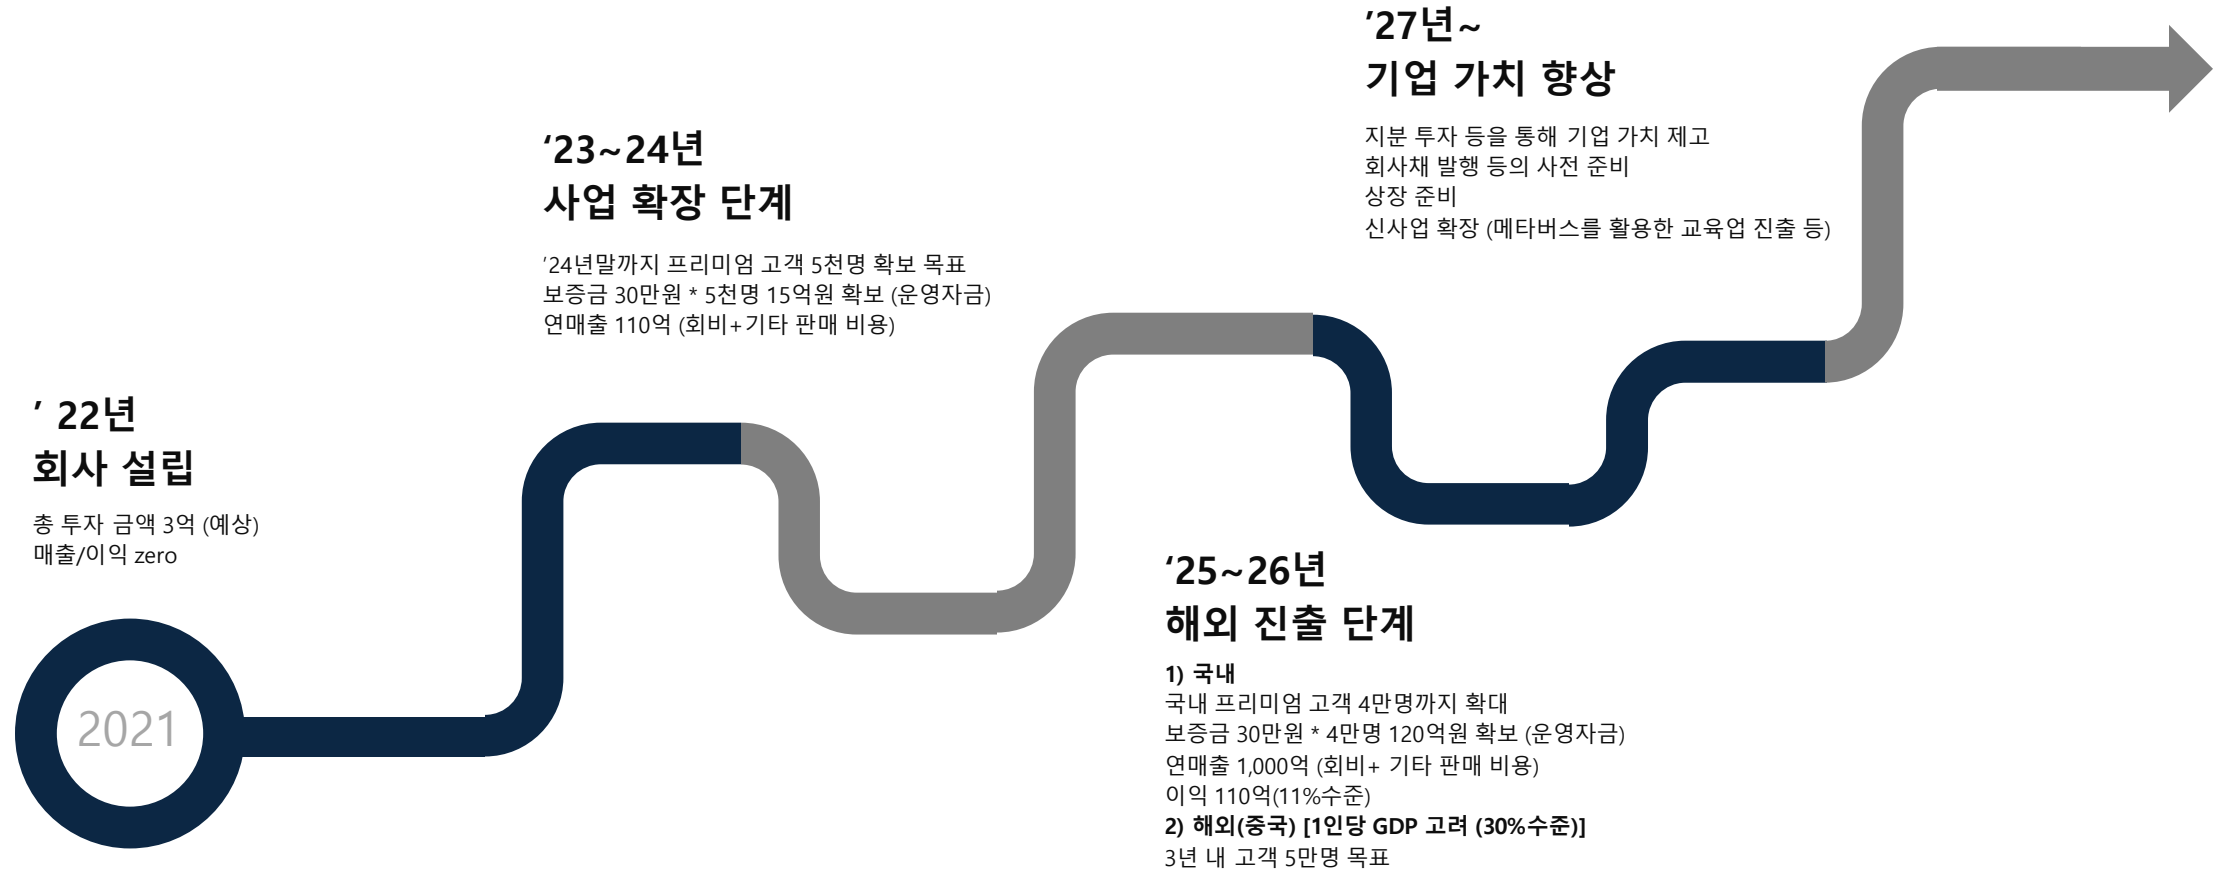 ’ 22년
회사 설립
총 투자 금액 3억 (예상)
매출/이익 zero
2021
‘23~24년
사업 확장 단계
’24년말까지 프리미엄 고객 5천명 확보 목표
보증금 30만원 * 5천명 15억원 확보 (운영자금)
연매출 110억 (회비+기타 판매 비용)
‘25~26년
해외 진출 단계
1) 국내
국내 프리미엄 고객 4만명까지 확대
보증금 30만원 * 4만명 120억원 확보 (운영자금)
연매출 1,000억 (회비+ 기타 판매 비용)
이익 110억(11%수준)
2) 해외(중국) [1인당 GDP 고려 (30%수준)]
3년 내 고객 5만명 목표
’27년~
기업 가치 향상
지분 투자 등을 통해 기업 가치 제고
회사채 발행 등의 사전 준비
상장 준비
신사업 확장 (메타버스를 활용한 교육업 진출 등)